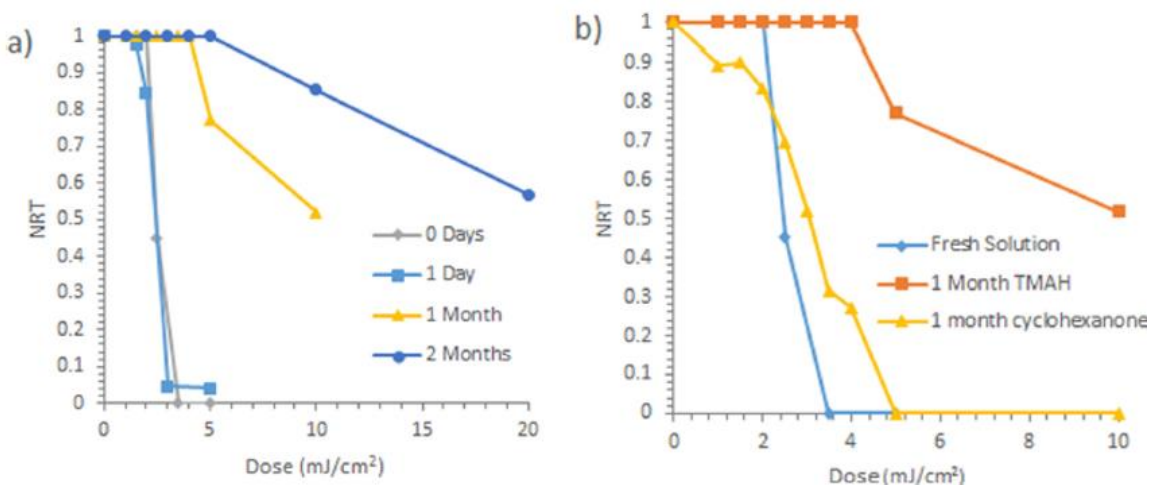 a)
1
0.9
0.8
0.7
0.6
0.5
0.4
0.3
0.2
0.1
0
NRT
0 Days
1 Day
1 Month
2 Months
0 5 10 15 20
Dose (mJ/cm²)
b)
1
0.9
0.8
0.7
0.6
0.5
0.4
0.3
0.2
0.1
0
NRT
Fresh Solution
1 Month TMAH
1 month cyclohexanone
0 2 4 6 8 10
Dose (mJ/cm²)